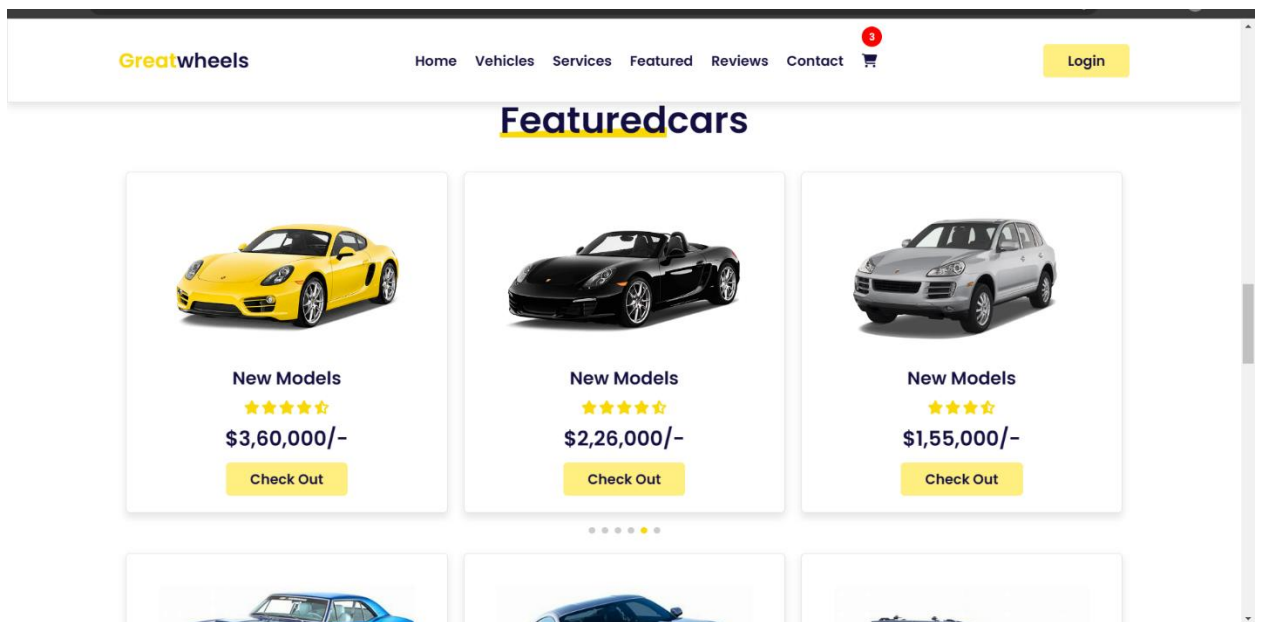 Greatwheels Home Vehicles Services Featured Reviews Contact 3 Login
Featuredcars
New Models New Models New Models
$3,60,000/- $2,26,000/- $1,55,000/-
Check Out Check Out Check Out